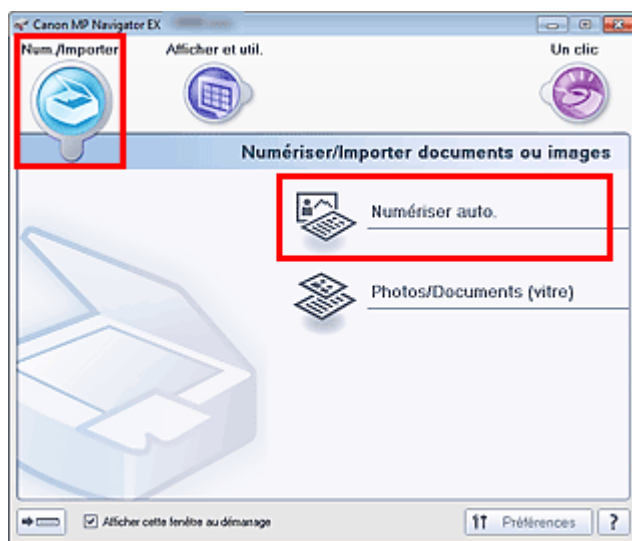 Canon MP Navigator EX
Num./Importer
Afficher et util.
Un clic
Numériser/Importer documents ou images
Numériser auto.
Photos/Documents (vitre)
Afficher cette fenêtre au démarrage
Préférences
?